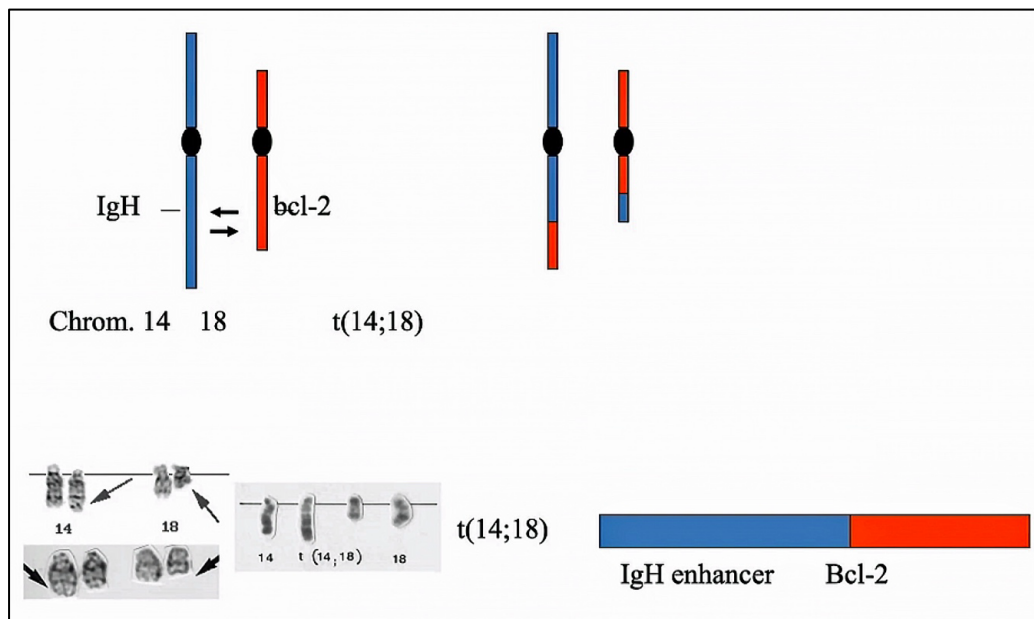 IgH
bcl-2
Chrom. 14 18
t(14;18)
14 18
14 t (14,18) 18
t(14;18)
IgH enhancer Bcl-2